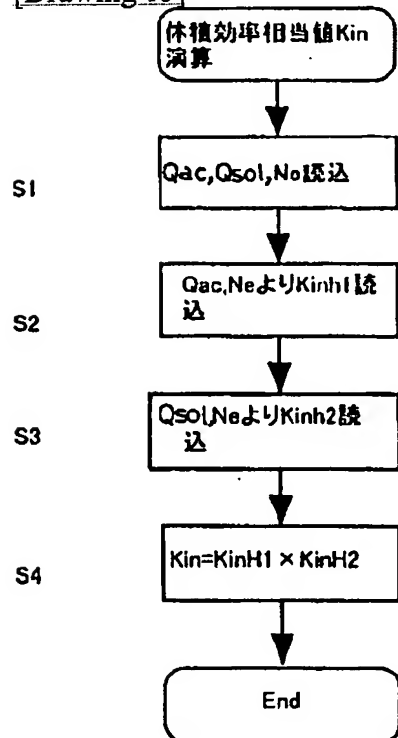 [Drawing
体積効率相当値Kin
演算
S1
Qac,Qsol,Ne読込
S2
Qac,NeよりKinh1読
込
S3
Qsol,NeよりKinh2読
込
S4
Kin=KinH1×KinH2
End